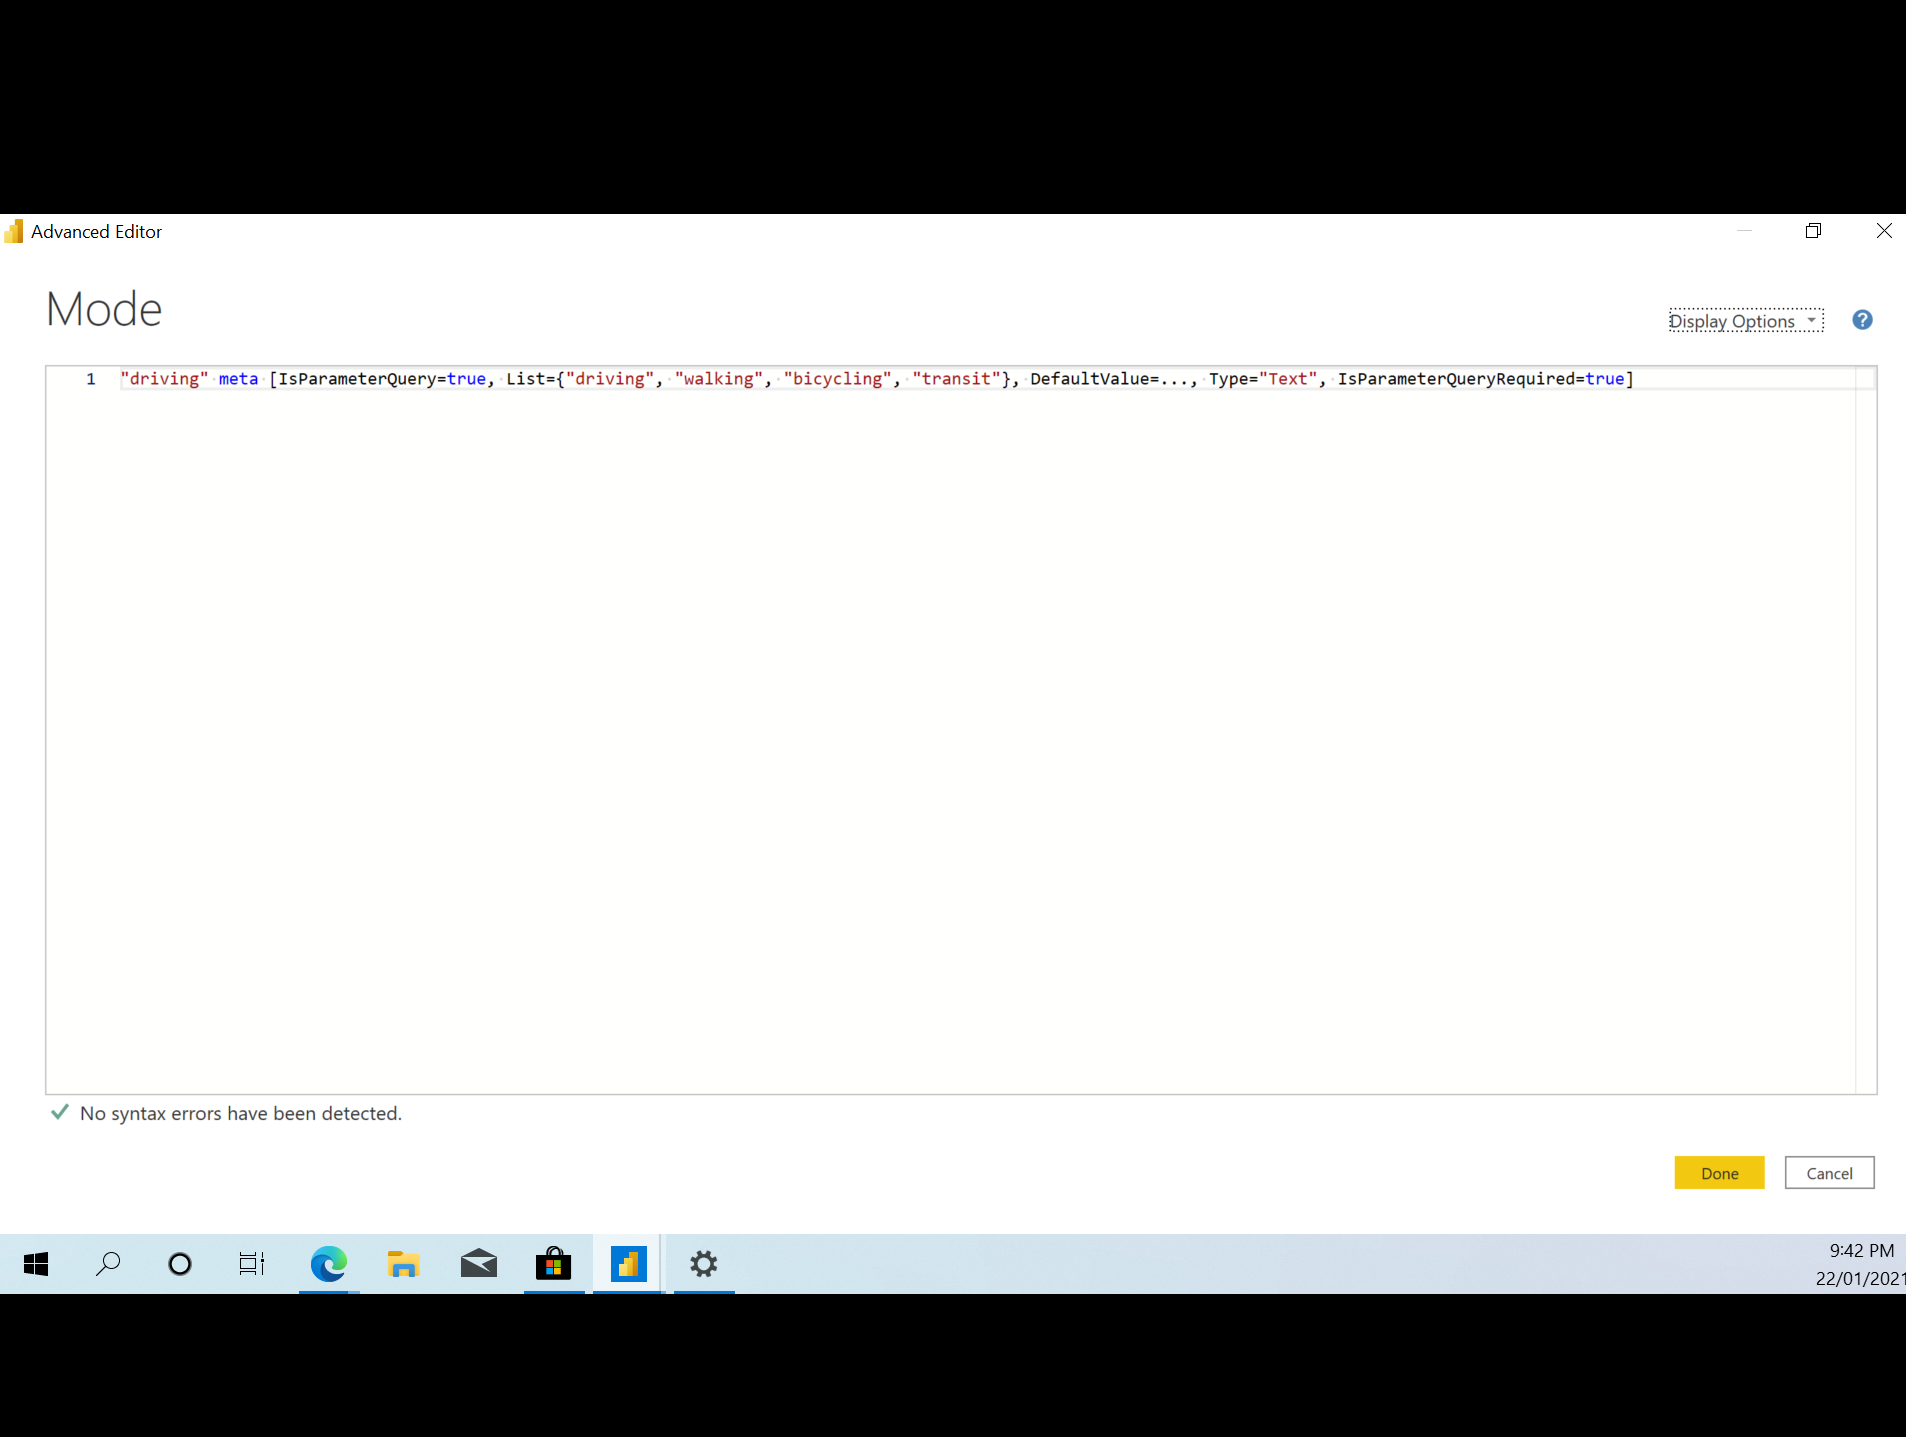 Advanced Editor
Mode
Display Options
?
1 "driving" meta [IsParameterQuery=true, List={"driving", "walking", "bicycling", "transit"}, DefaultValue=..., Type="Text", IsParameterQueryRequired=true]
No syntax errors have been detected.
Done Cancel
9:42 PM
22/01/2021